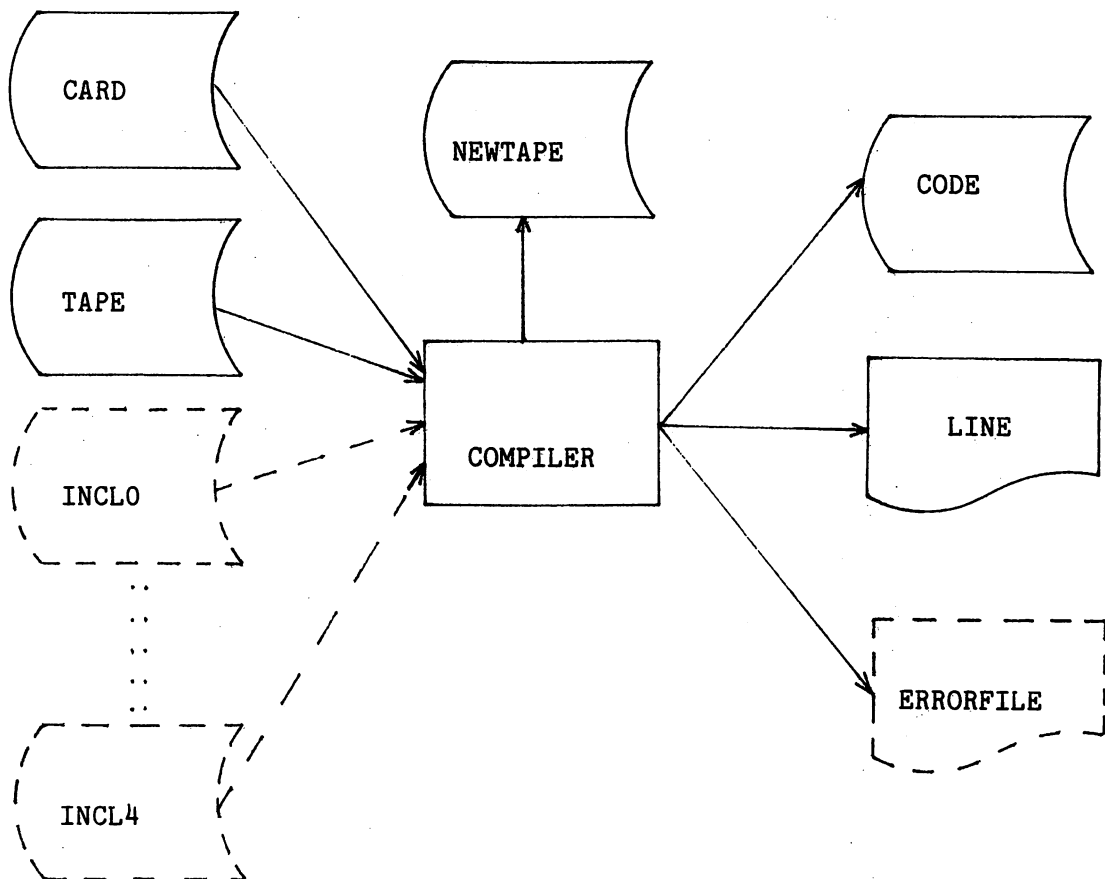 CARD
NEWTAPE
CODE
TAPE
COMPILER
LINE
INCL0
ERRORFILE
INCL4